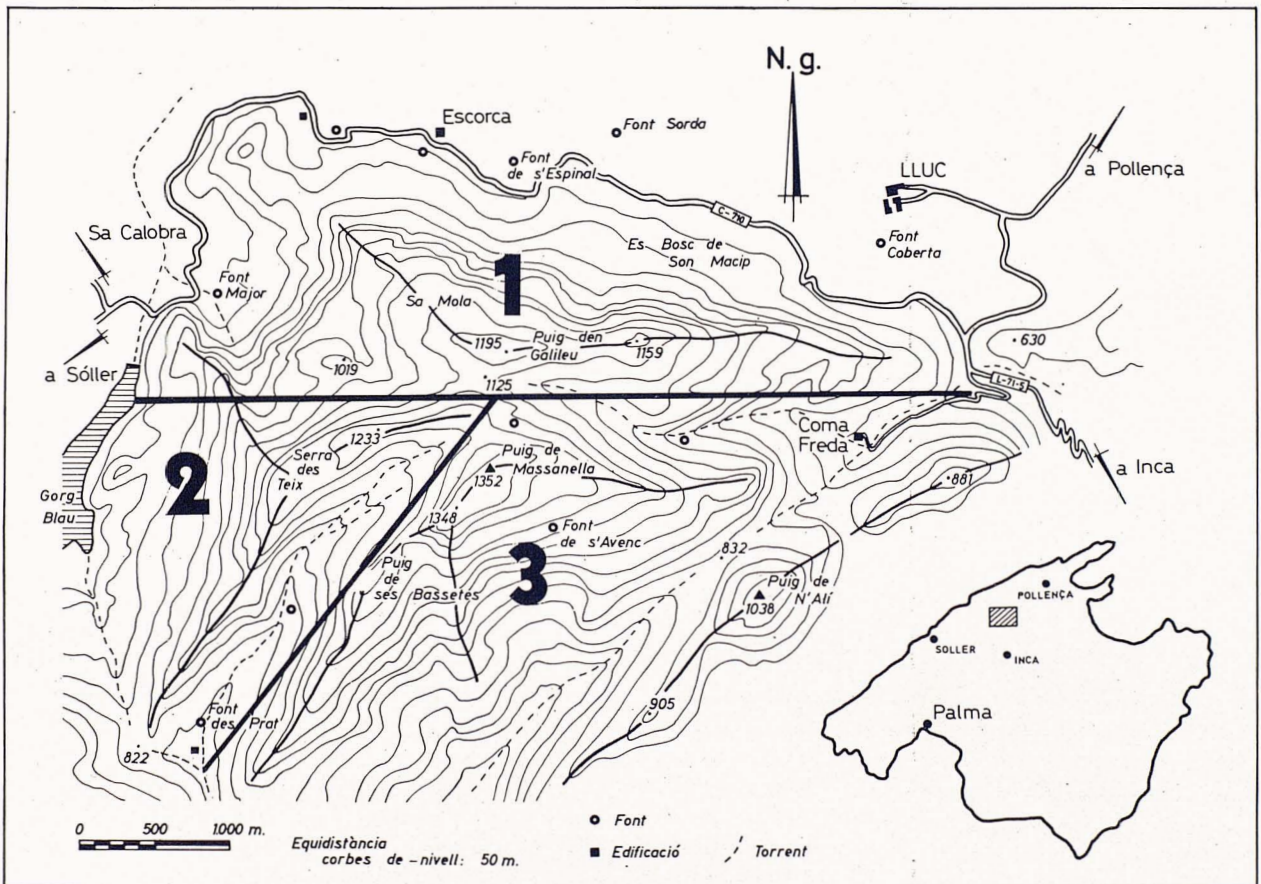 N. g.
Escorca
Font Sorda
Font
de s'Espinal
LLUC
a Pollença
C-710
Sa Calobra
Es Bosc de
Son Macip
Font
Coberta
Font
Major
1
Sa Mola
1195
Puig den
Galileu
1159
630
1019
a Sóller
1125
L-71-5
Coma
Freda
1233
Serra
des
Teix
Puig de
Massanella
1352
a Inca
2
881
Gorg
Blau
1348
Font
de s'Avenc
832
3
Puig
de
ses Bassetes
Puig de
N'Alí
1038
POLLENÇA
SOLLER
INCA
905
Font
des Prat
Palma
822
0 500 1.000 m.
Equidistància
corbes de -nivell: 50 m.
Font
Edificació
Torrent